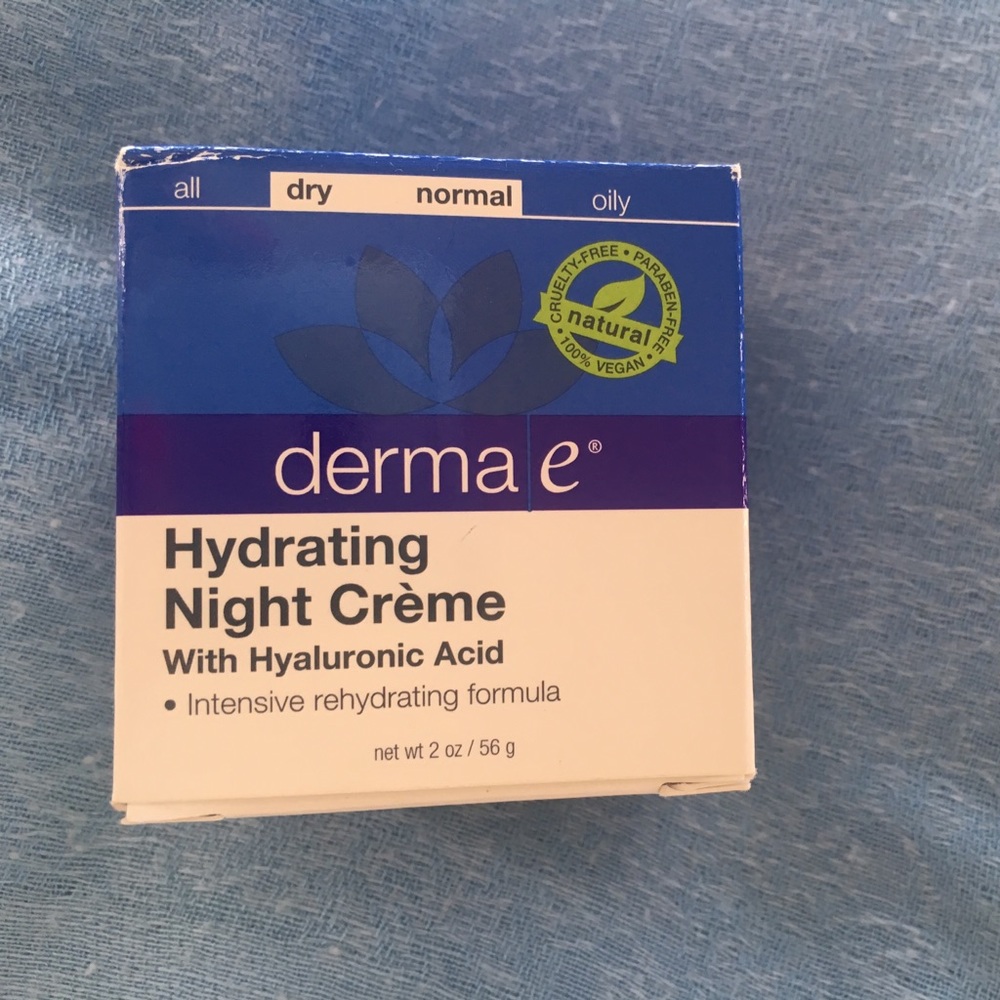 all dry normal oily
CRUELTY-FREE • PARABEN-FREE • 100% VEGAN •
natural
derma e®
Hydrating
Night Crème
With Hyaluronic Acid
• Intensive rehydrating formula
net wt 2 oz / 56 g